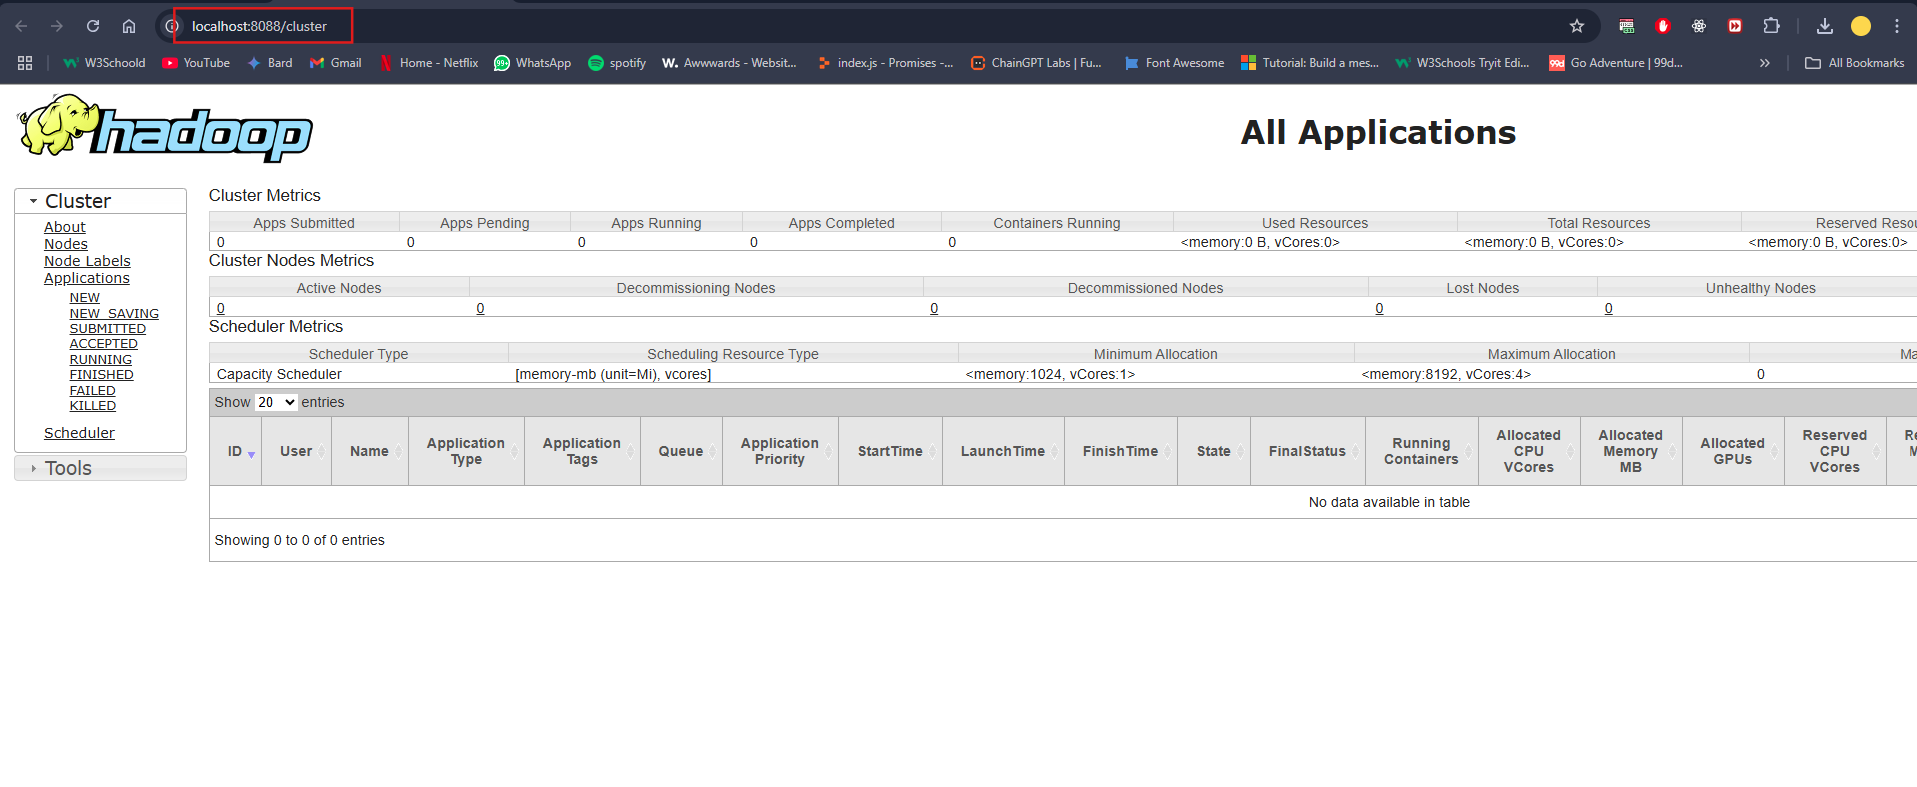 localhost:8088/cluster
W3Schoold YouTube Bard Gmail Home - Netflix 99+ WhatsApp spotify W. Awwwards - Websit... index.js - Promises -... ChainGPT Labs | Fu... Font Awesome Tutorial: Build a mes... W3Schools Tryit Edi... 99d Go Adventure | 99d... » All Bookmarks
hadoop
All Applications
Cluster
About
Nodes
Node Labels
Applications
NEW
NEW_SAVING
SUBMITTED
ACCEPTED
RUNNING
FINISHED
FAILED
KILLED
Scheduler
Tools
Cluster Metrics
Apps Submitted Apps Pending Apps Running Apps Completed Containers Running Used Resources Total Resources Reserved Resou
0 0 0 0 0 <memory:0 B, vCores:0> <memory:0 B, vCores:0> <memory:0 B, vCores:0>
Cluster Nodes Metrics
Active Nodes Decommissioning Nodes Decommissioned Nodes Lost Nodes Unhealthy Nodes
0 0 0 0 0
Scheduler Metrics
Scheduler Type Scheduling Resource Type Minimum Allocation Maximum Allocation Ma
Capacity Scheduler [memory-mb (unit=Mi), vcores] <memory:1024, vCores:1> <memory:8192, vCores:4> 0
Show 20 entries
ID User Name Application Type Application Tags Queue Application Priority StartTime LaunchTime FinishTime State FinalStatus Running Containers Allocated CPU VCores Allocated Memory MB Allocated GPUs Reserved CPU VCores Re M
No data available in table
Showing 0 to 0 of 0 entries